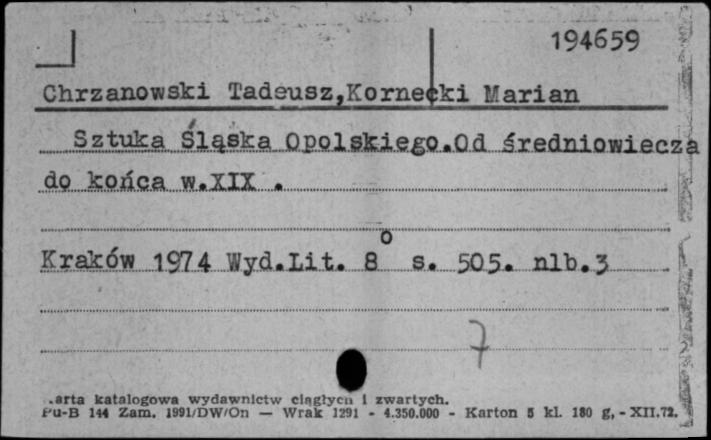 194659
Chrzanowski Tadeusz,Kornecki Marian
Sztuka Śląska Opolskiego.Od średniowiecza
do końca w.XIX .
Kraków 1974 Wyd.Lit. 8° s. 505. nlb.3
7
.arta katalogowa wydawnictw ciągłych i zwartych.
Pu-B 144 Zam. 1991/DW/On — Wrak 1291 - 4.350.000 - Karton 5 kl. 180 g, - XII.72.